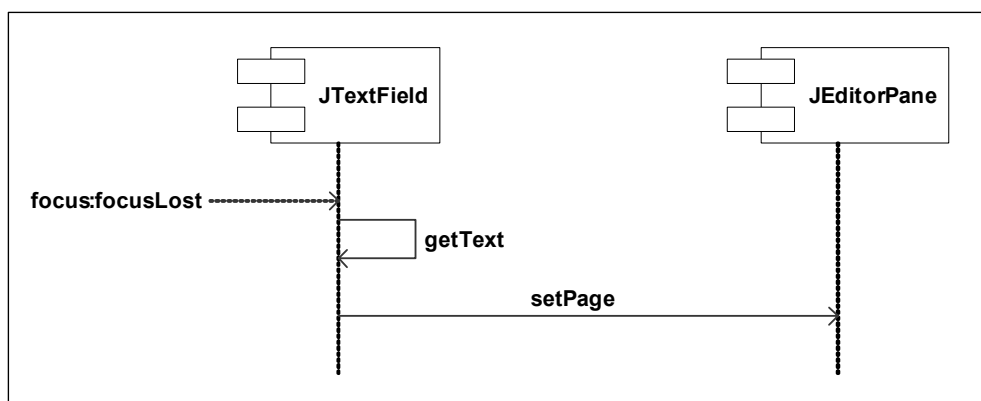 JTextField
JEditorPane
focus:focusLost
getText
setPage